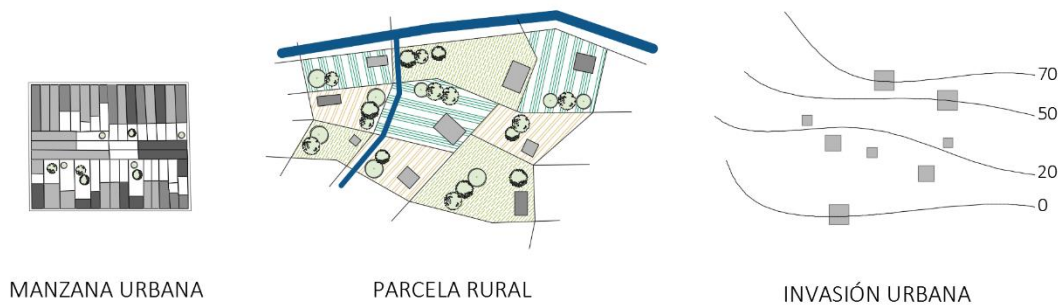 70
50
20
0
MANZANA URBANA
PARCELA RURAL
INVASIÓN URBANA